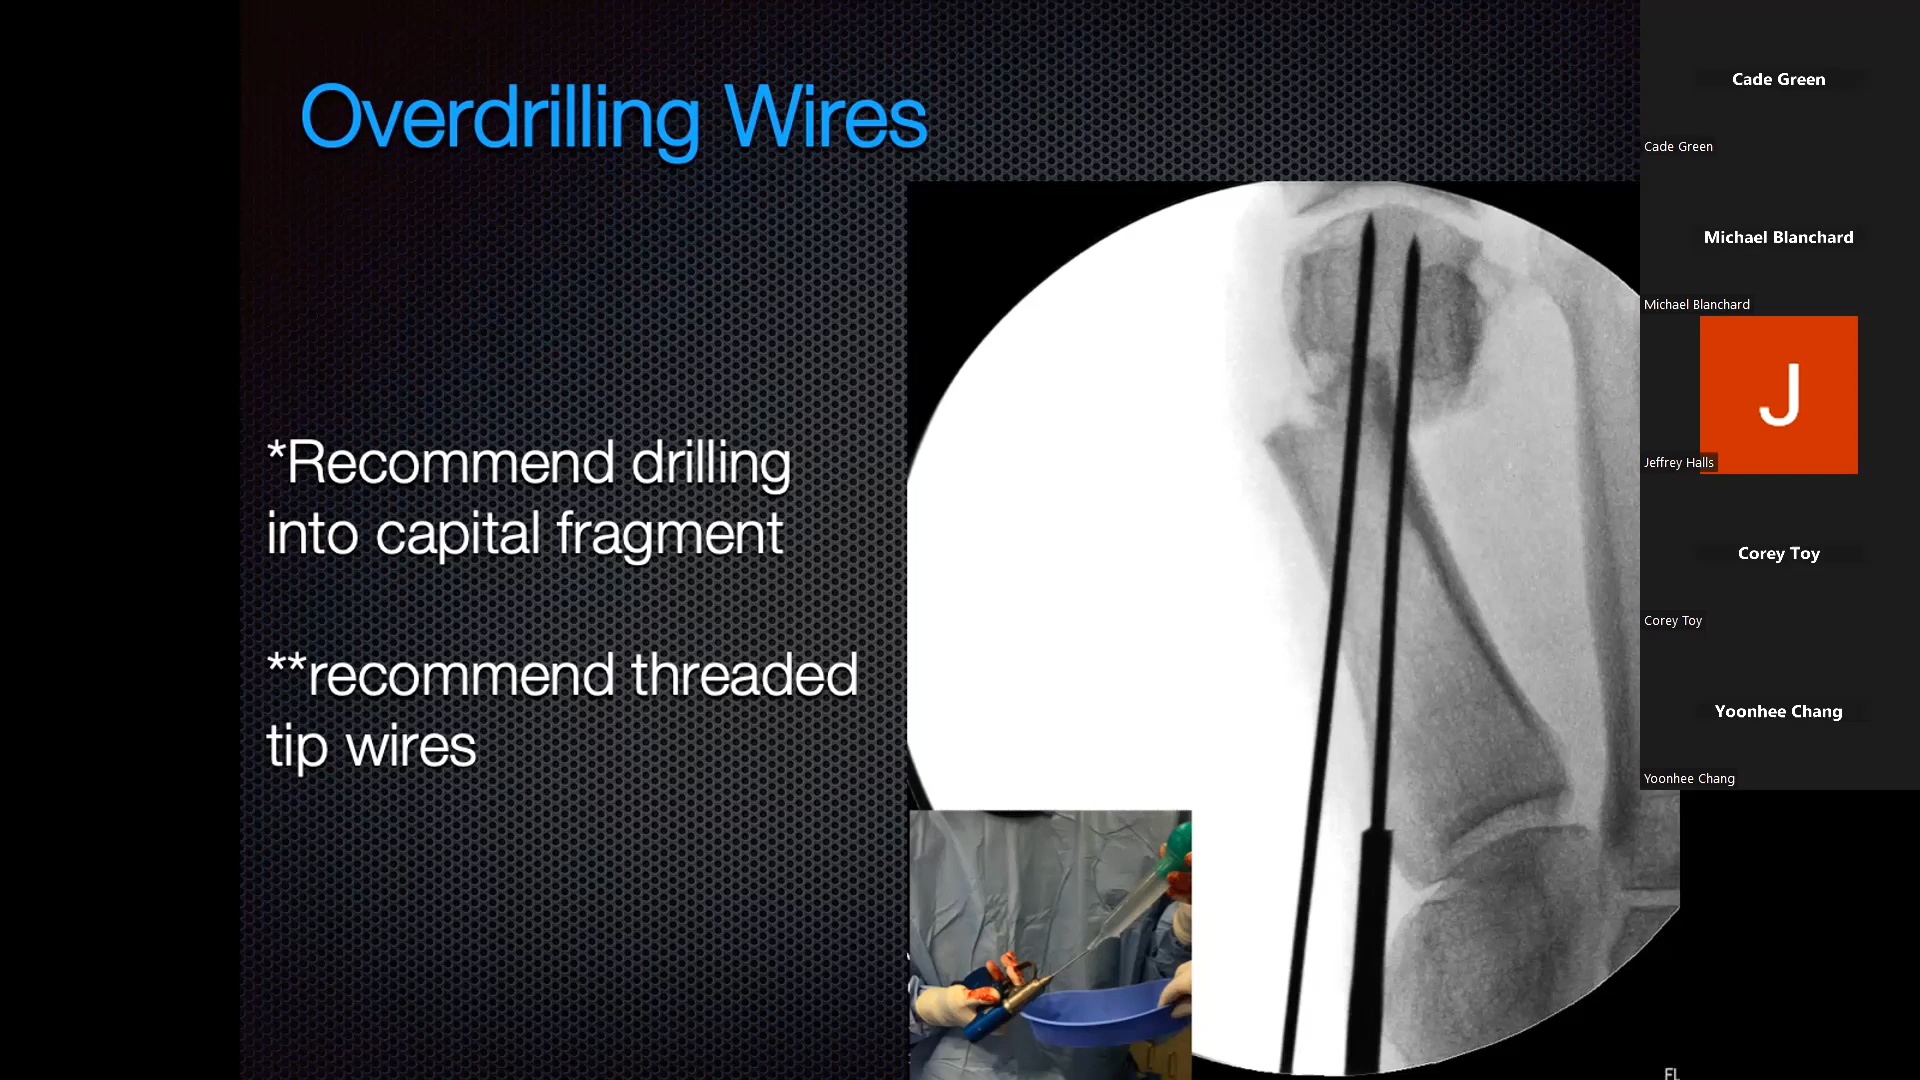 Overdrilling Wires
*Recommend drilling
into capital fragment
**recommend threaded
tip wires
FL
Cade Green
Cade Green
Michael Blanchard
Michael Blanchard
J
Jeffrey Halls
Corey Toy
Corey Toy
Yoonhee Chang
Yoonhee Chang